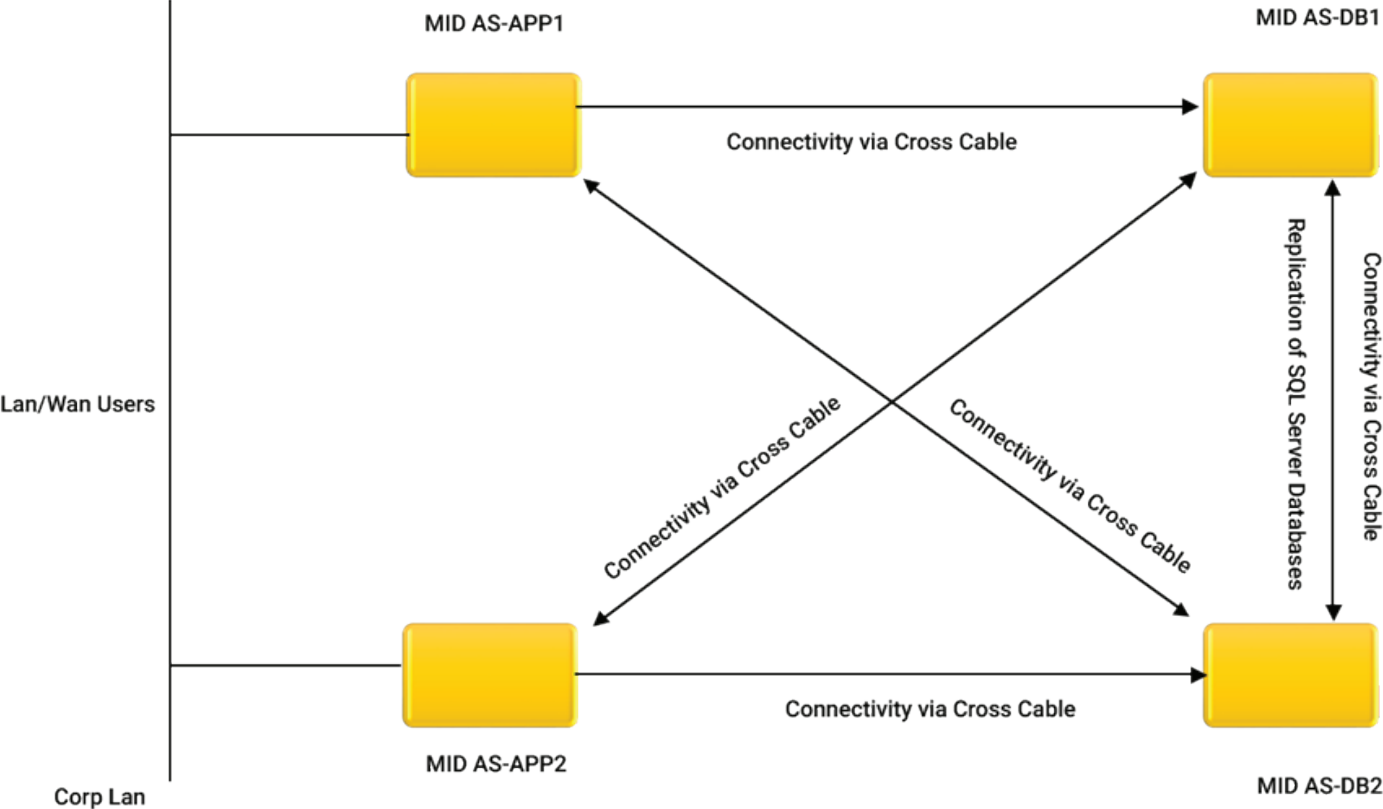 MID AS-APP1
MID AS-DB1
Connectivity via Cross Cable
Replication of SQL Server Databases
Connectivity via Cross Cable
Lan/Wan Users
Connectivity via Cross Cable
Connectivity via Cross Cable
Connectivity via Cross Cable
MID AS-APP2
MID AS-DB2
Corp Lan